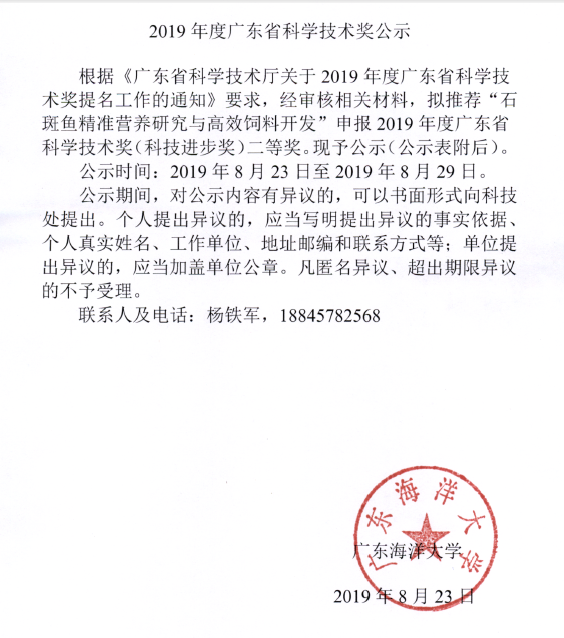 2019 年度广东省科学技术奖公示
根据《广东省科学技术厅关于 2019 年度广东省科学技
术奖提名工作的通知》要求，经审核相关材料，拟推荐“石
斑鱼精准营养研究与高效饲料开发”申报 2019 年度广东省
科学技术奖（科技进步奖）二等奖。现予公示（公示表附后）。
公示时间：2019 年 8 月 23 日至 2019 年 8 月 29 日。
公示期间，对公示内容有异议的，可以书面形式向科技
处提出。个人提出异议的，应当写明提出异议的事实依据、
个人真实姓名、工作单位、地址邮编和联系方式等；单位提
出异议的，应当加盖单位公章。凡匿名异议、超出期限异议
的不予受理。
联系人及电话：杨铁军，18845782568
广东海洋大学
广东海洋大学
2019 年 8 月 23 日